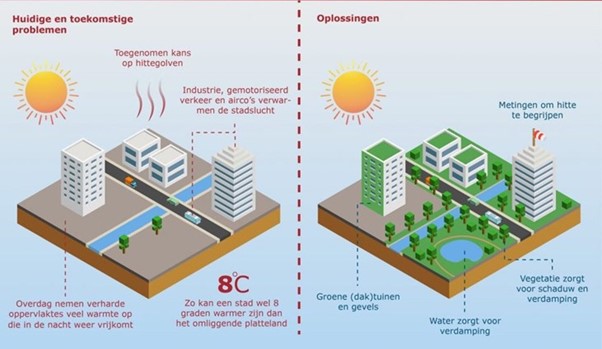 Huidige en toekomstige
problemen
Toegenomen kans
op hittegolven
Industrie, gemotoriseerd
verkeer en airco's verwar-
men de stadslucht
Overdag nemen verharde
oppervlaktes veel warmte op
die in de nacht weer vrijkomt
8°C
Zo kan een stad wel 8
graden warmer zijn dan
het omliggende platteland
Oplossingen
Metingen om hitte
te begrijpen
Groene (dak)tuinen
en gevels
Water zorgt voor
verdamping
Vegetatie zorgt
voor schaduw en
verdamping